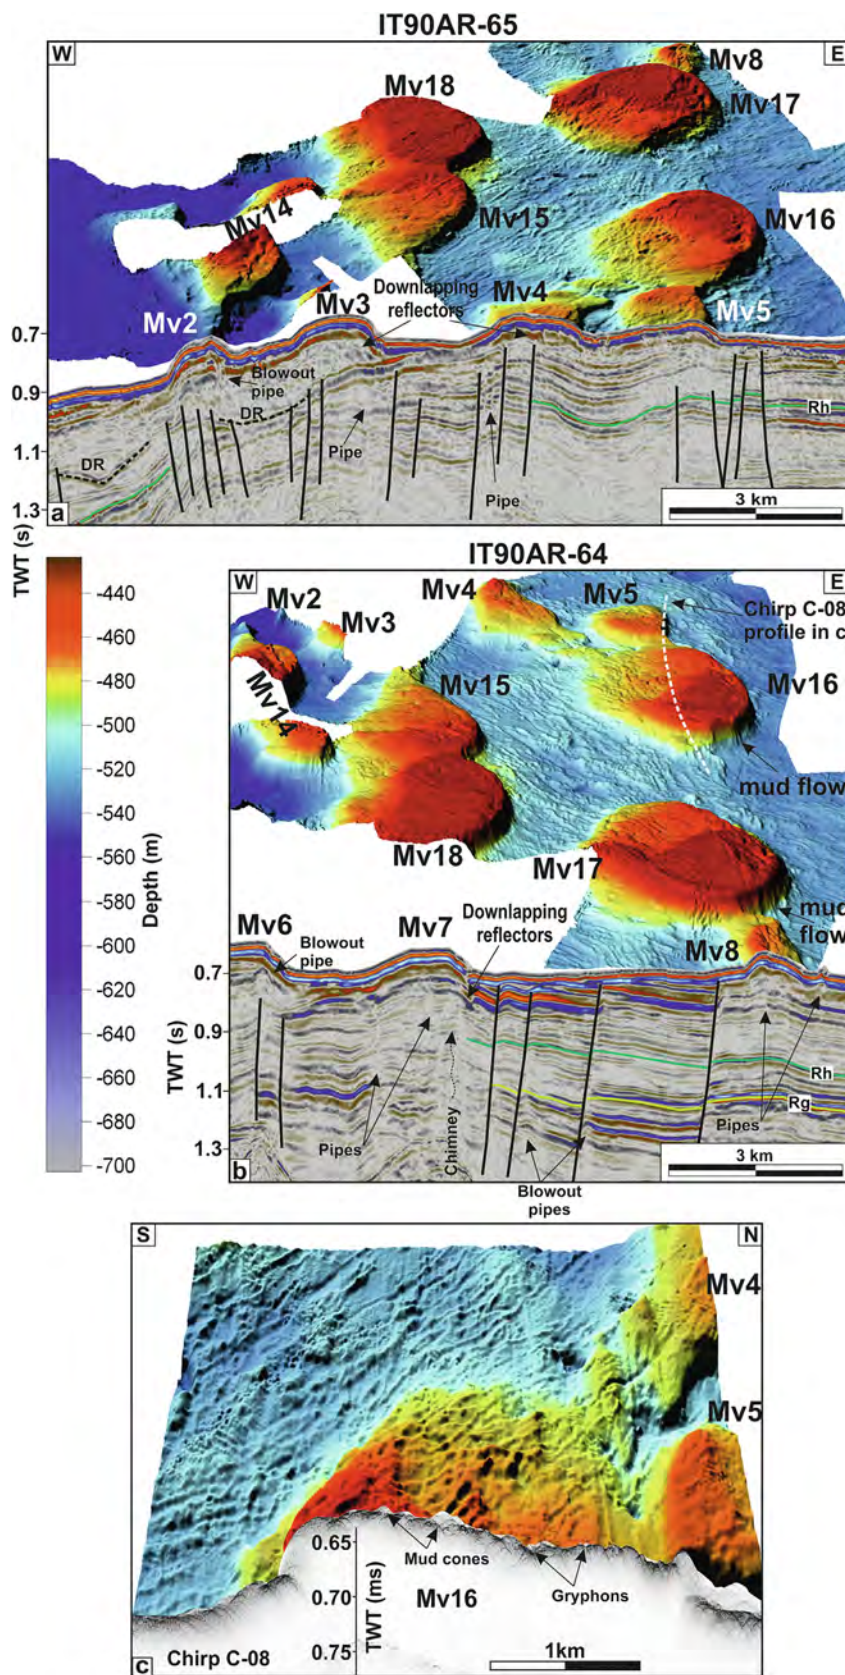 IT90AR-65
W
E
Mv8
Mv18
Mv17
Mv14
Mv15
Mv16
Downlapping
reflectors
Mv3
Mv4
Mv2
Mv5
0.7
Blowout
pipe
0.9
DR
Rh
1.1
Pipe
DR
Pipe
3 km
1.3
a
TWT (s)
IT90AR-64
W
E
-440
Mv4
Mv5
Mv2
Chirp C-08
profile in c
Mv3
-460
-480
Mv15
Mv14
Mv16
-500
-520
mud flow
-540
Mv18
Mv17
-560
Depth (m)
mud
flow
-580
Downlapping
reflectors
Mv6
Mv7
Mv8
-600
Blowout
pipe
0.7
-620
0.9
-640
TWT (s)
Rh
-660
1.1
Rg
-680
Pipes
Chimney
Pipes
1.3
3 km
-700
b
Blowout
pipes
S
N
Mv4
Mv5
0.65
Mud cones
0.70
Mv16
Gryphons
TWT (ms)
0.75
1km
c
Chirp C-08